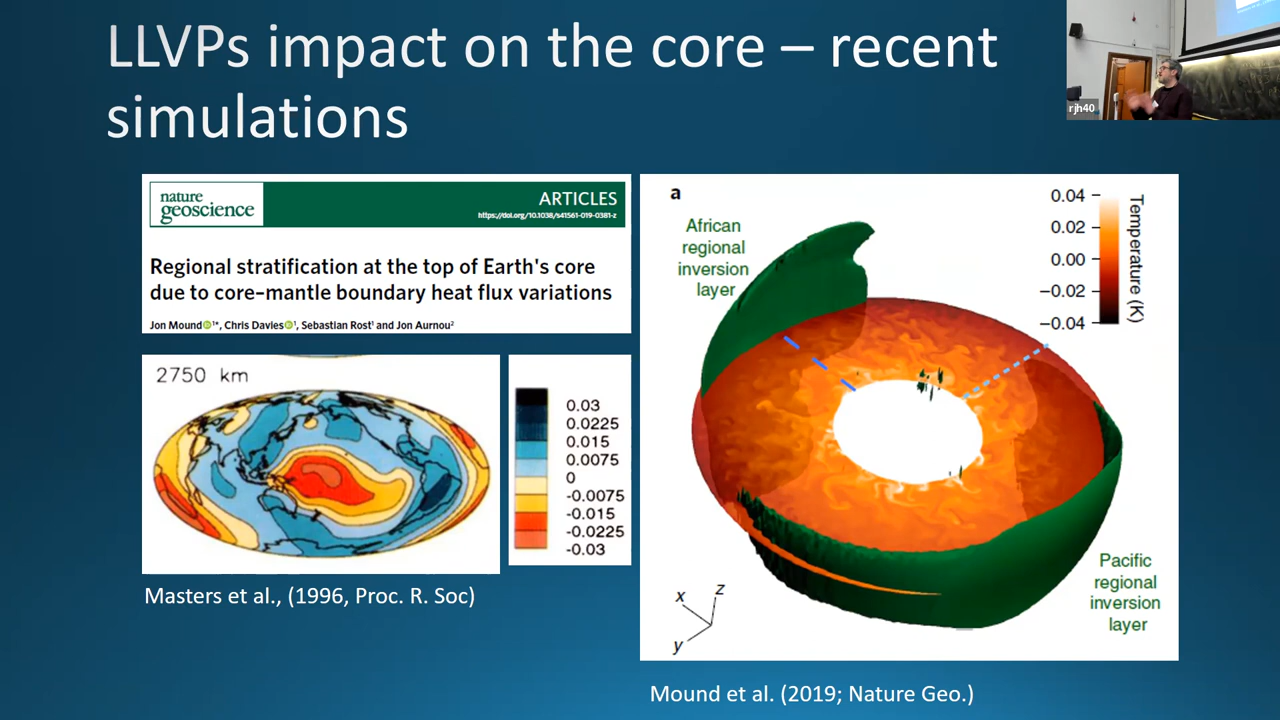 LLVPs impact on the core – recent
simulations
rjh40
nature
geoscience
ARTICLES
https://doi.org/10.1038/s41561-019-0381-z
Regional stratification at the top of Earth's core
due to core–mantle boundary heat flux variations
Jon Mound 1*, Chris Davies 1, Sebastian Rost1 and Jon Aurnou2
2750 km
0.03
0.0225
0.015
0.0075
0
-0.0075
-0.015
-0.0225
-0.03
Masters et al., (1996, Proc. R. Soc)
a
African
regional
inversion
layer
0.04
0.02
0.00
−0.02
−0.04
Temperature (K)
Pacific
regional
inversion
layer
x
z
y
Mound et al. (2019; Nature Geo.)